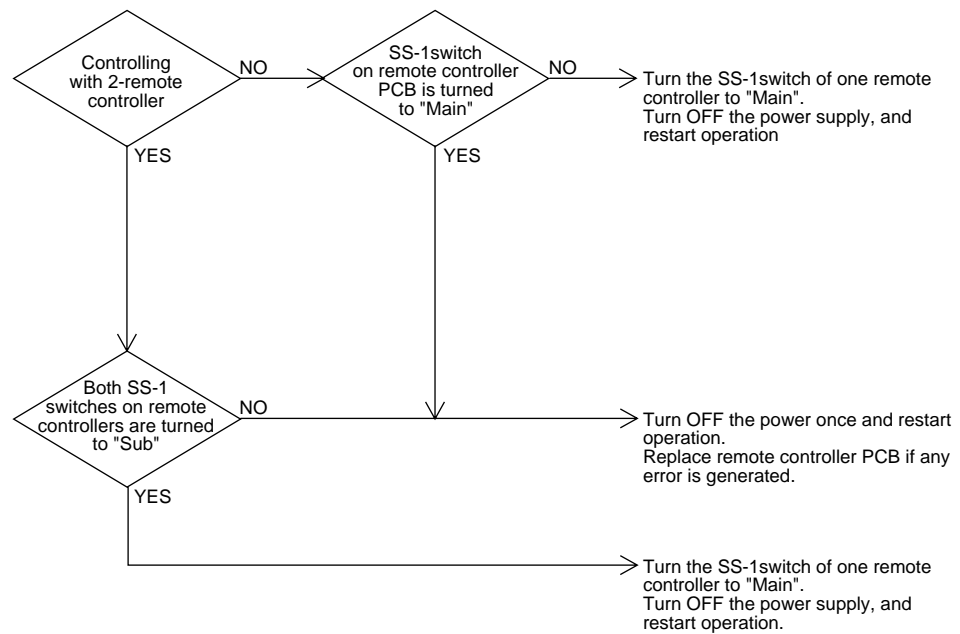 Controlling
with 2-remote
controller
NO
YES
SS-1switch
on remote controller
PCB is turned
to "Main"
NO
YES
Turn the SS-1switch of one remote
controller to "Main".
Turn OFF the power supply, and
restart operation
Both SS-1
switches on remote
controllers are turned
to "Sub"
NO
YES
Turn OFF the power once and restart
operation.
Replace remote controller PCB if any
error is generated.
Turn the SS-1switch of one remote
controller to "Main".
Turn OFF the power supply, and
restart operation.